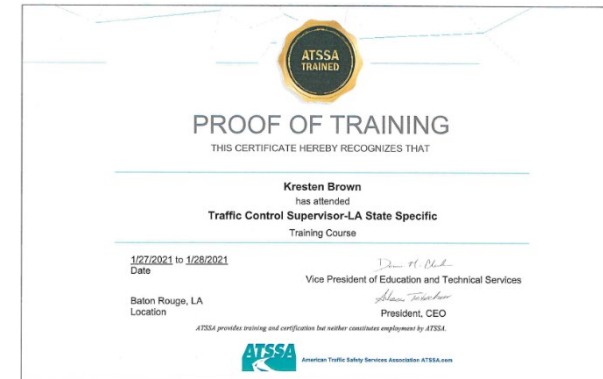 ATSSA
TRAINED
PROOF OF TRAINING
THIS CERTIFICATE HEREBY RECOGNIZES THAT
Kresten Brown
has attended
Traffic Control Supervisor-LA State Specific
Training Course
1/27/2021 to 1/28/2021
Date
Vice President of Education and Technical Services
Baton Rouge, LA
Location
President, CEO
ATSSA provides training and certification but neither constitutes employment by ATSSA.
ATSSA American Traffic Safety Services Association ATSSA.com